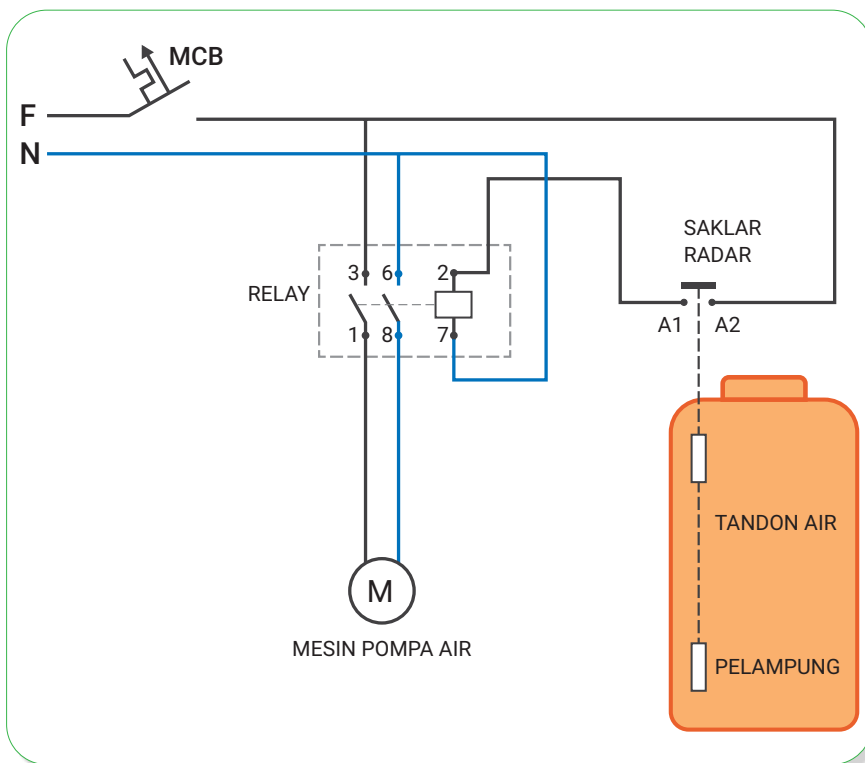 MCB
F
N
SAKLAR
RADAR
RELAY
3 6 2
1 8 7
A1 A2
M
MESIN POMPA AIR
TANDON AIR
PELAMPUNG